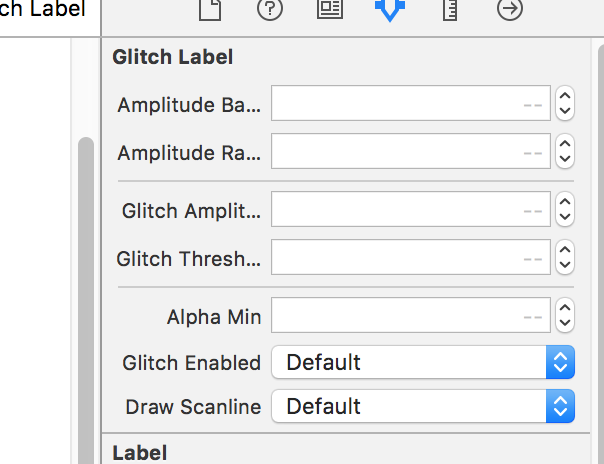 ch Label
Glitch Label
Amplitude Ba... --
Amplitude Ra... --
Glitch Amplit... --
Glitch Thresh... --
Alpha Min --
Glitch Enabled Default
Draw Scanline Default
Label